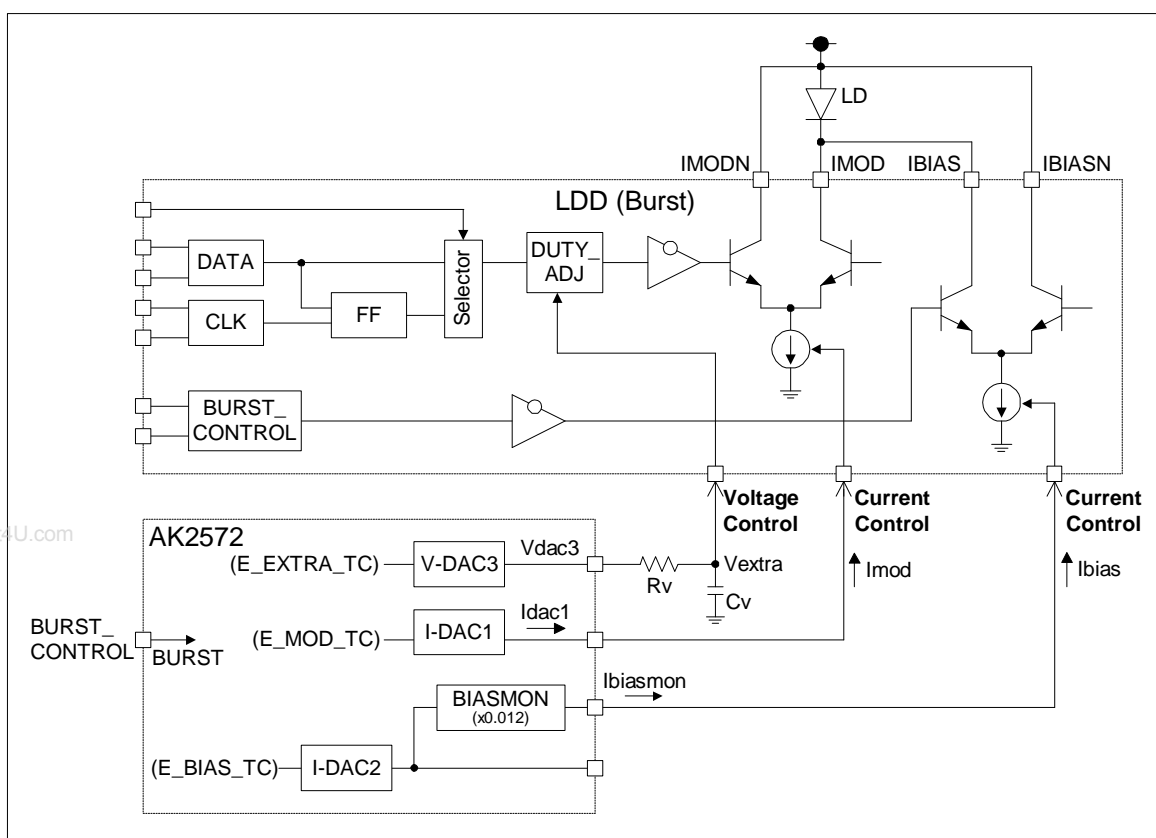 LD
IMODN
IMOD
IBIAS
IBIASN
LDD (Burst)
DATA
CLK
FF
Selector
DUTY_
ADJ
BURST_
CONTROL
Voltage
Control
Current
Control
Current
Control
4U.com
AK2572
(E_EXTRA_TC)
V-DAC3
Vdac3
Rv
Vextra
Cv
Imod
Ibias
BURST_
CONTROL
BURST
(E_MOD_TC)
I-DAC1
Idac1
BIASMON
(x0.012)
Ibiasmon
(E_BIAS_TC)
I-DAC2